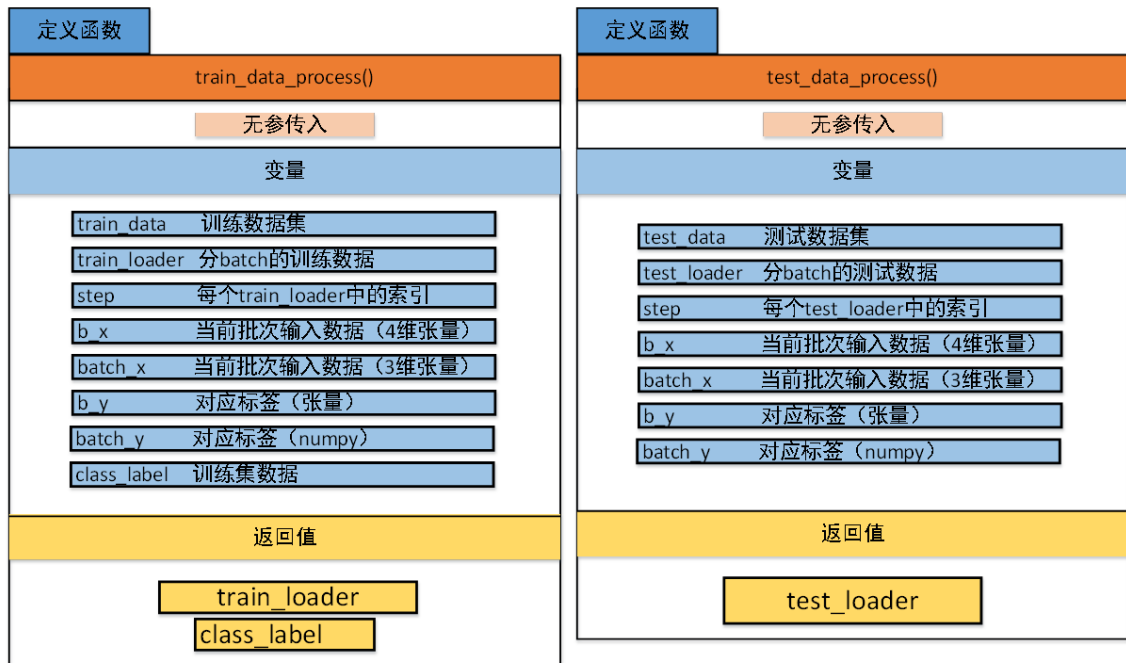 定义函数
train_data_process()
无参传入
变量
train_data 训练数据集
train_loader 分batch的训练数据
step 每个train_loader中的索引
b_x 当前批次输入数据（4维张量）
batch_x 当前批次输入数据（3维张量）
b_y 对应标签（张量）
batch_y 对应标签（numpy）
class_label 训练集数据
返回值
train_loader
class_label
定义函数
test_data_process()
无参传入
变量
test_data 测试数据集
test_loader 分batch的测试数据
step 每个test_loader中的索引
b_x 当前批次输入数据（4维张量）
batch_x 当前批次输入数据（3维张量）
b_y 对应标签（张量）
batch_y 对应标签（numpy）
返回值
test_loader